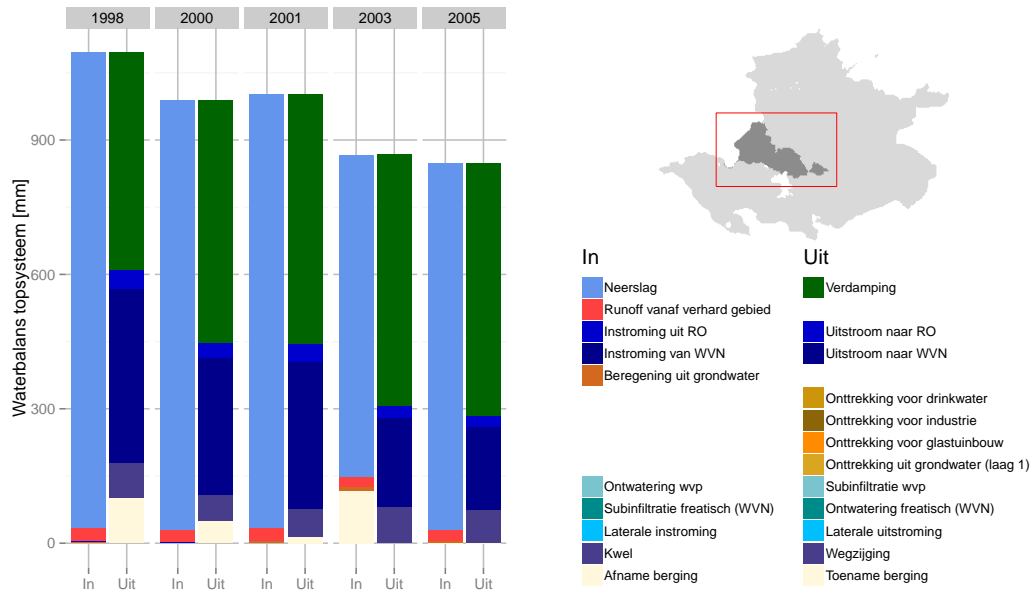 1998 2000 2001 2003 2005
Waterbalans topsysteem [mm]
900
600
300
0
In Uit In Uit In Uit In Uit In Uit
In
Neerslag
Runoff vanaf verhard gebied
Instroming uit RO
Instroming van WVN
Beregening uit grondwater
Ontwatering wvp
Subinfiltratie freatisch (WVN)
Laterale instroming
Kwel
Afname berging
Uit
Verdamping
Uitstroom naar RO
Uitstroom naar WVN
Onttrekking voor drinkwater
Onttrekking voor industrie
Onttrekking voor glastuinbouw
Onttrekking uit grondwater (laag 1)
Subinfiltratie wvp
Ontwatering freatisch (WVN)
Laterale uitstroming
Wegzijging
Toename berging